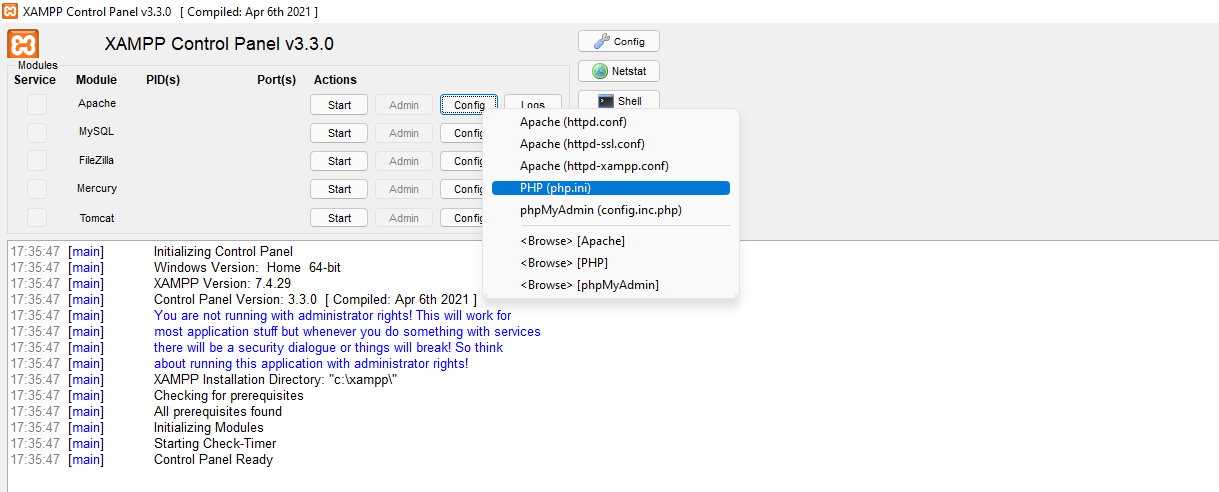 XAMPP Control Panel v3.3.0 [ Compiled: Apr 6th 2021 ]
XAMPP Control Panel v3.3.0
Config
Modules
Service Module PID(s) Port(s) Actions
Netstat
Apache Start Admin Config Logs
Shell
MySQL Start Admin Config
FileZilla Start Admin Config
Mercury Start Admin Config
Tomcat Start Admin Config
Apache (httpd.conf)
Apache (httpd-ssl.conf)
Apache (httpd-xampp.conf)
PHP (php.ini)
phpMyAdmin (config.inc.php)
<Browse> [Apache]
<Browse> [PHP]
<Browse> [phpMyAdmin]
17:35:47 [main] Initializing Control Panel
17:35:47 [main] Windows Version: Home 64-bit
17:35:47 [main] XAMPP Version: 7.4.29
17:35:47 [main] Control Panel Version: 3.3.0 [ Compiled: Apr 6th 2021 ]
17:35:47 [main] You are not running with administrator rights! This will work for
17:35:47 [main] most application stuff but whenever you do something with services
17:35:47 [main] there will be a security dialogue or things will break! So think
17:35:47 [main] about running this application with administrator rights!
17:35:47 [main] XAMPP Installation Directory: "c:\xampp\"
17:35:47 [main] Checking for prerequisites
17:35:47 [main] All prerequisites found
17:35:47 [main] Initializing Modules
17:35:47 [main] Starting Check-Timer
17:35:47 [main] Control Panel Ready